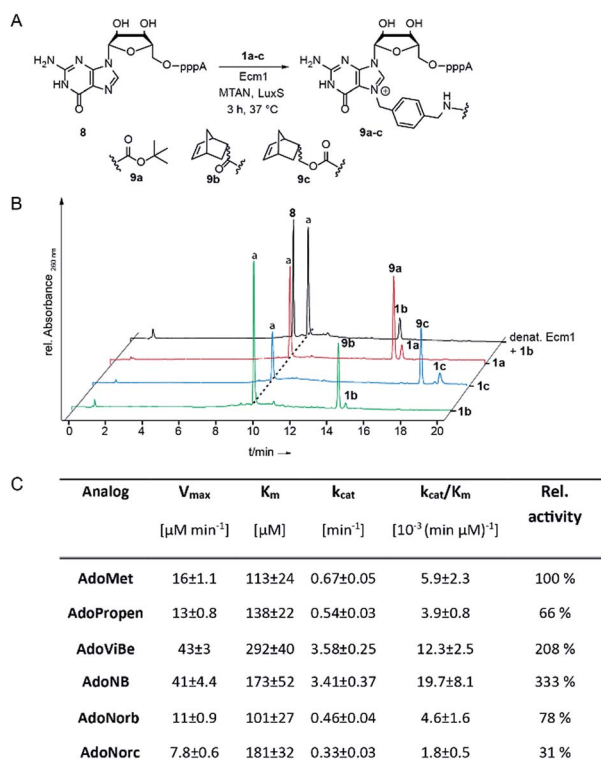 A
OH OH
1a-c
Ecm1
MTAN, LuxS
3 h, 37 °C
H₂N N N O O pppA
HN N
O
8
OH OH
H₂N N N O O pppA
HN N ⊕
O
HN
9a-c
O O
9a
O
9b
O O
9c
B
rel. Absorbance 260 nm
8 a
a 9a
a a 1b 9c
9b 1a
1b 1c
denat. Ecm1
+ 1b
1a
1c
1b
0 2 4 6 8 10 12 14 16 18 20
t/min
C
Analog Vmax Km kcat kcat/Km Rel. activity
[µM min⁻¹] [µM] [min⁻¹] [10⁻³ (min µM)⁻¹]
AdoMet 16±1.1 113±24 0.67±0.05 5.9±2.3 100 %
AdoPropen 13±0.8 138±22 0.54±0.03 3.9±0.8 66 %
AdoViBe 43±3 292±40 3.58±0.25 12.3±2.5 208 %
AdoNB 41±4.4 173±52 3.41±0.37 19.7±8.1 333 %
AdoNorb 11±0.9 101±27 0.46±0.04 4.6±1.6 78 %
AdoNorc 7.8±0.6 181±32 0.33±0.03 1.8±0.5 31 %